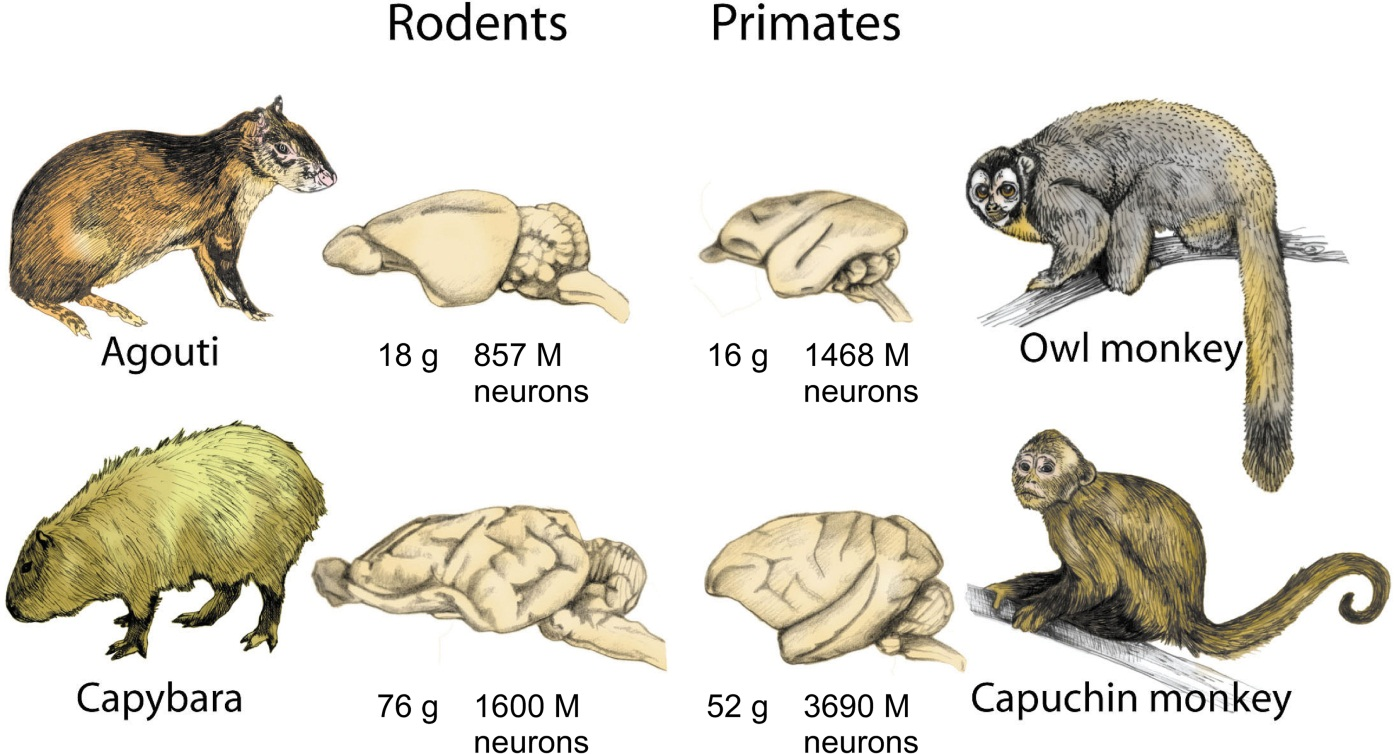 Rodents
Primates
Agouti
18 g
857 M
neurons
16 g
1468 M
neurons
Owl monkey
Capybara
76 g
1600 M
neurons
52 g
3690 M
neurons
Capuchin monkey